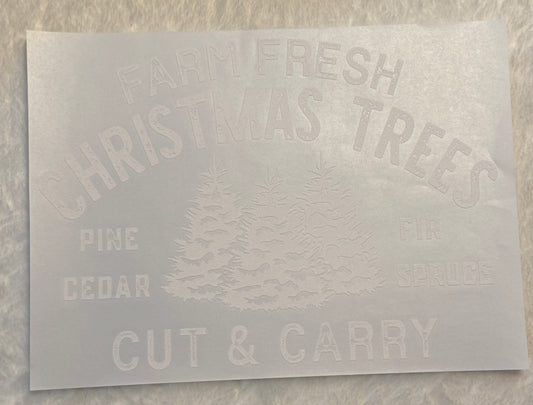 FARM FRESH
CHRISTMAS TREES
PINE FIR
CEDAR SPRUCE
CUT & CARRY